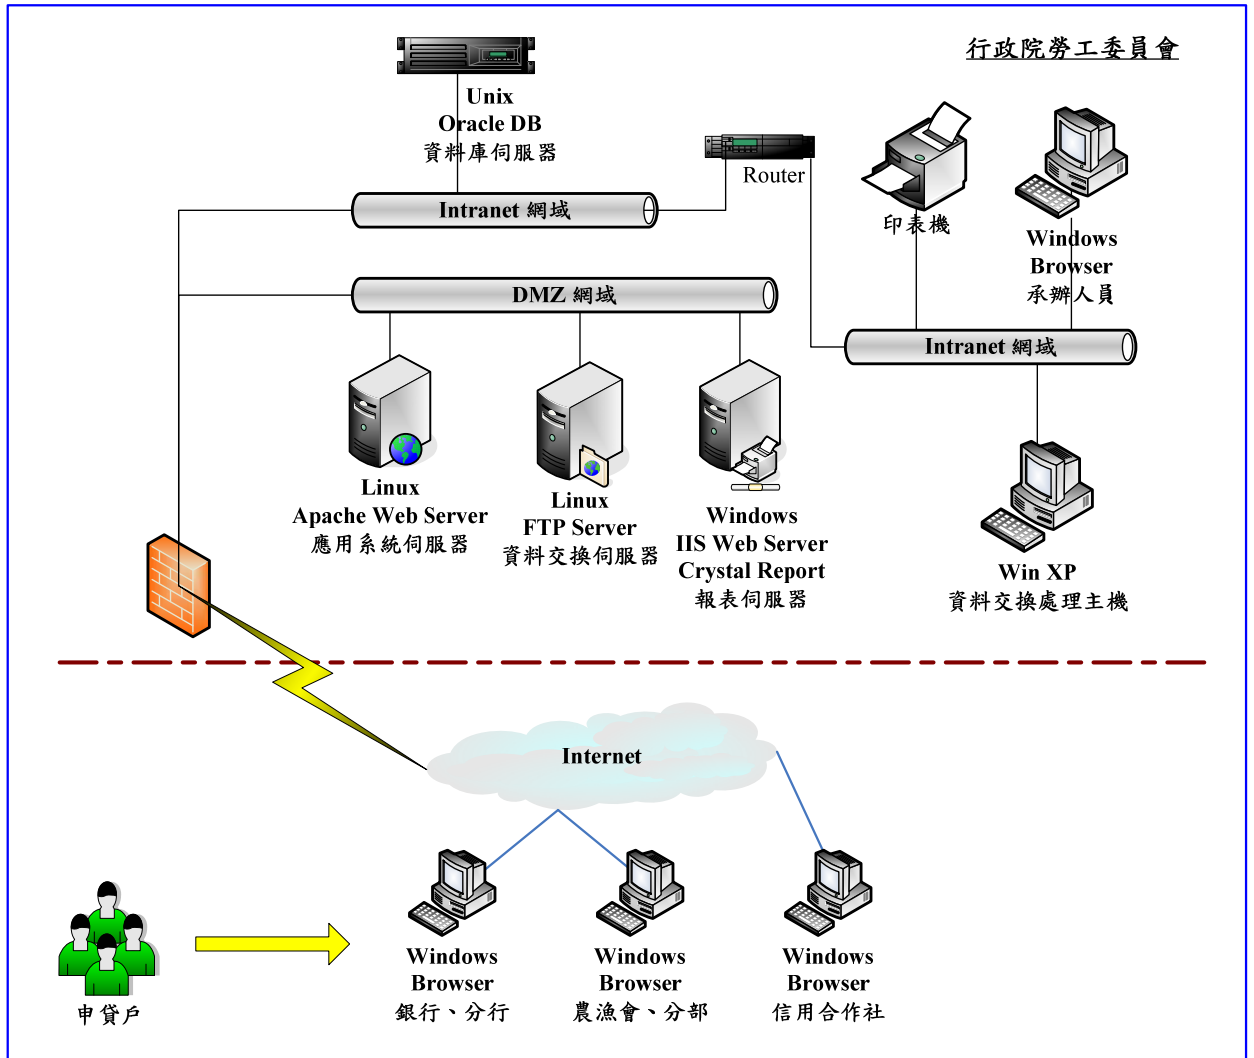 行政院勞工委員會
Unix
Oracle DB
資料庫伺服器
Router
印表機
Windows
Browser
承辦人員
Intranet 網域
DMZ 網域
Intranet 網域
Linux
Apache Web Server
應用系統伺服器
Linux
FTP Server
資料交換伺服器
Windows
IIS Web Server
Crystal Report
報表伺服器
Win XP
資料交換處理主機
Internet
申貸戶
Windows
Browser
銀行、分行
Windows
Browser
農漁會、分部
Windows
Browser
信用合作社